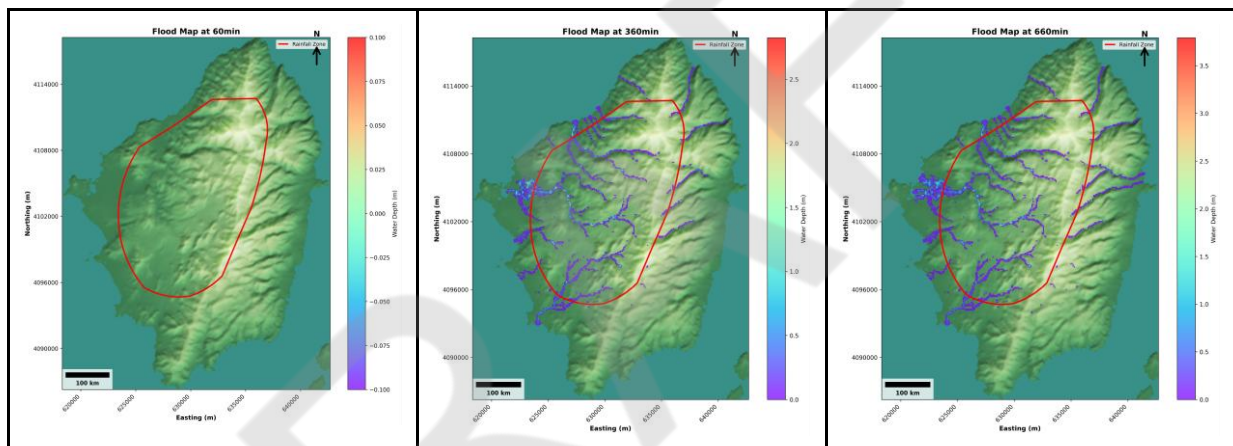 Flood Map at 60min
N
Rainfall Zone
4114000
4108000
4102000
4096000
4090000
Northing (m)
100 km
620000
625000
630000
635000
640000
Easting (m)
0.100
0.075
0.050
0.025
0.000
−0.025
−0.050
−0.075
−0.100
Water Depth (m)
Flood Map at 360min
N
Rainfall Zone
4114000
4108000
4102000
4096000
4090000
Northing (m)
100 km
620000
625000
630000
635000
640000
Easting (m)
2.5
2.0
1.5
1.0
0.5
0.0
Water Depth (m)
Flood Map at 660min
N
Rainfall Zone
4114000
4108000
4102000
4096000
4090000
Northing (m)
100 km
620000
625000
630000
635000
640000
Easting (m)
3.5
3.0
2.5
2.0
1.5
1.0
0.5
0.0
Water Depth (m)